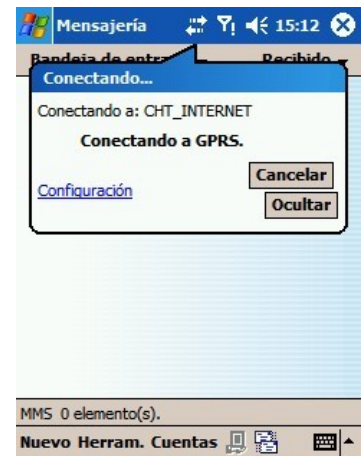 Mensajería 15:12
Bandeja de entra Recibido
Conectando...
Conectando a: CHT_INTERNET
Conectando a GPRS.
Cancelar
Configuración
Ocultar
MMS 0 elemento(s).
Nuevo Herram. Cuentas